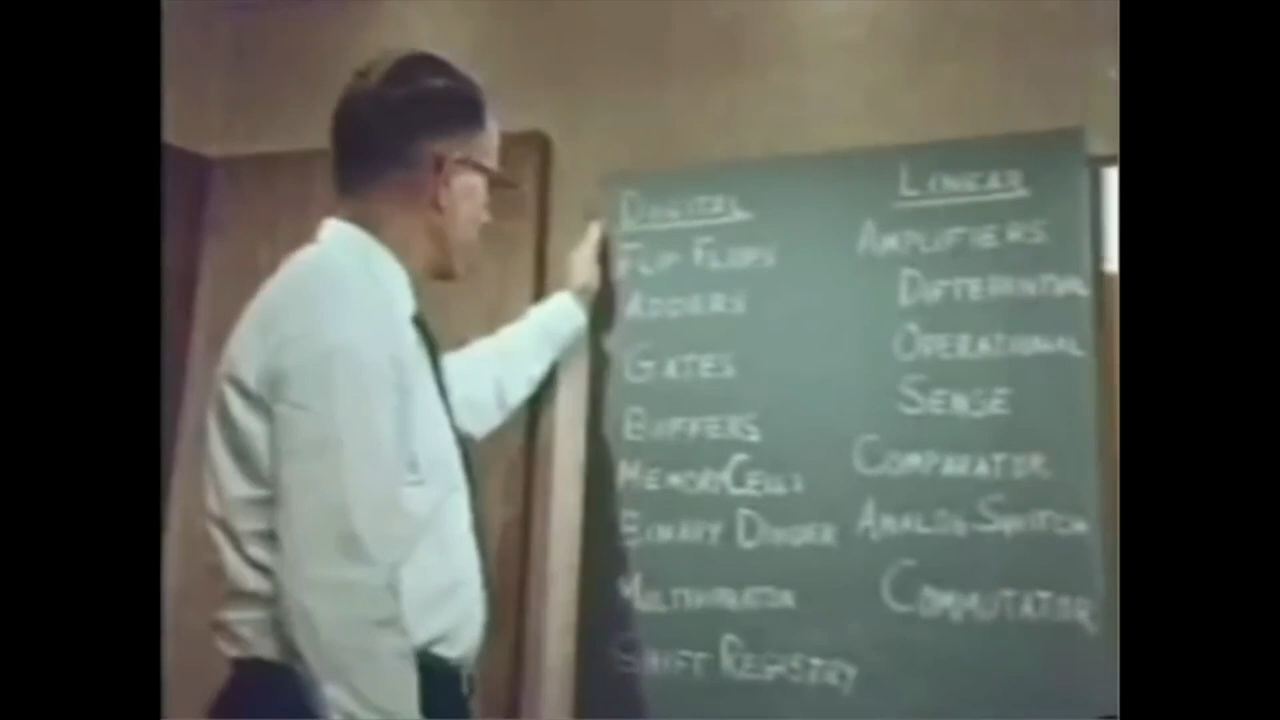 DIGITAL
FLIP FLOPS
ADDERS
GATES
BUFFERS
MEMORY CELLS
BINARY DIVIDER
MULTIVIBRATOR
SHIFT REGISTRY
LINEAR
AMPLIFIERS
DIFFERENTIAL
OPERATIONAL
SENSE
COMPARATOR
ANALOG SWITCH
COMMUTATOR